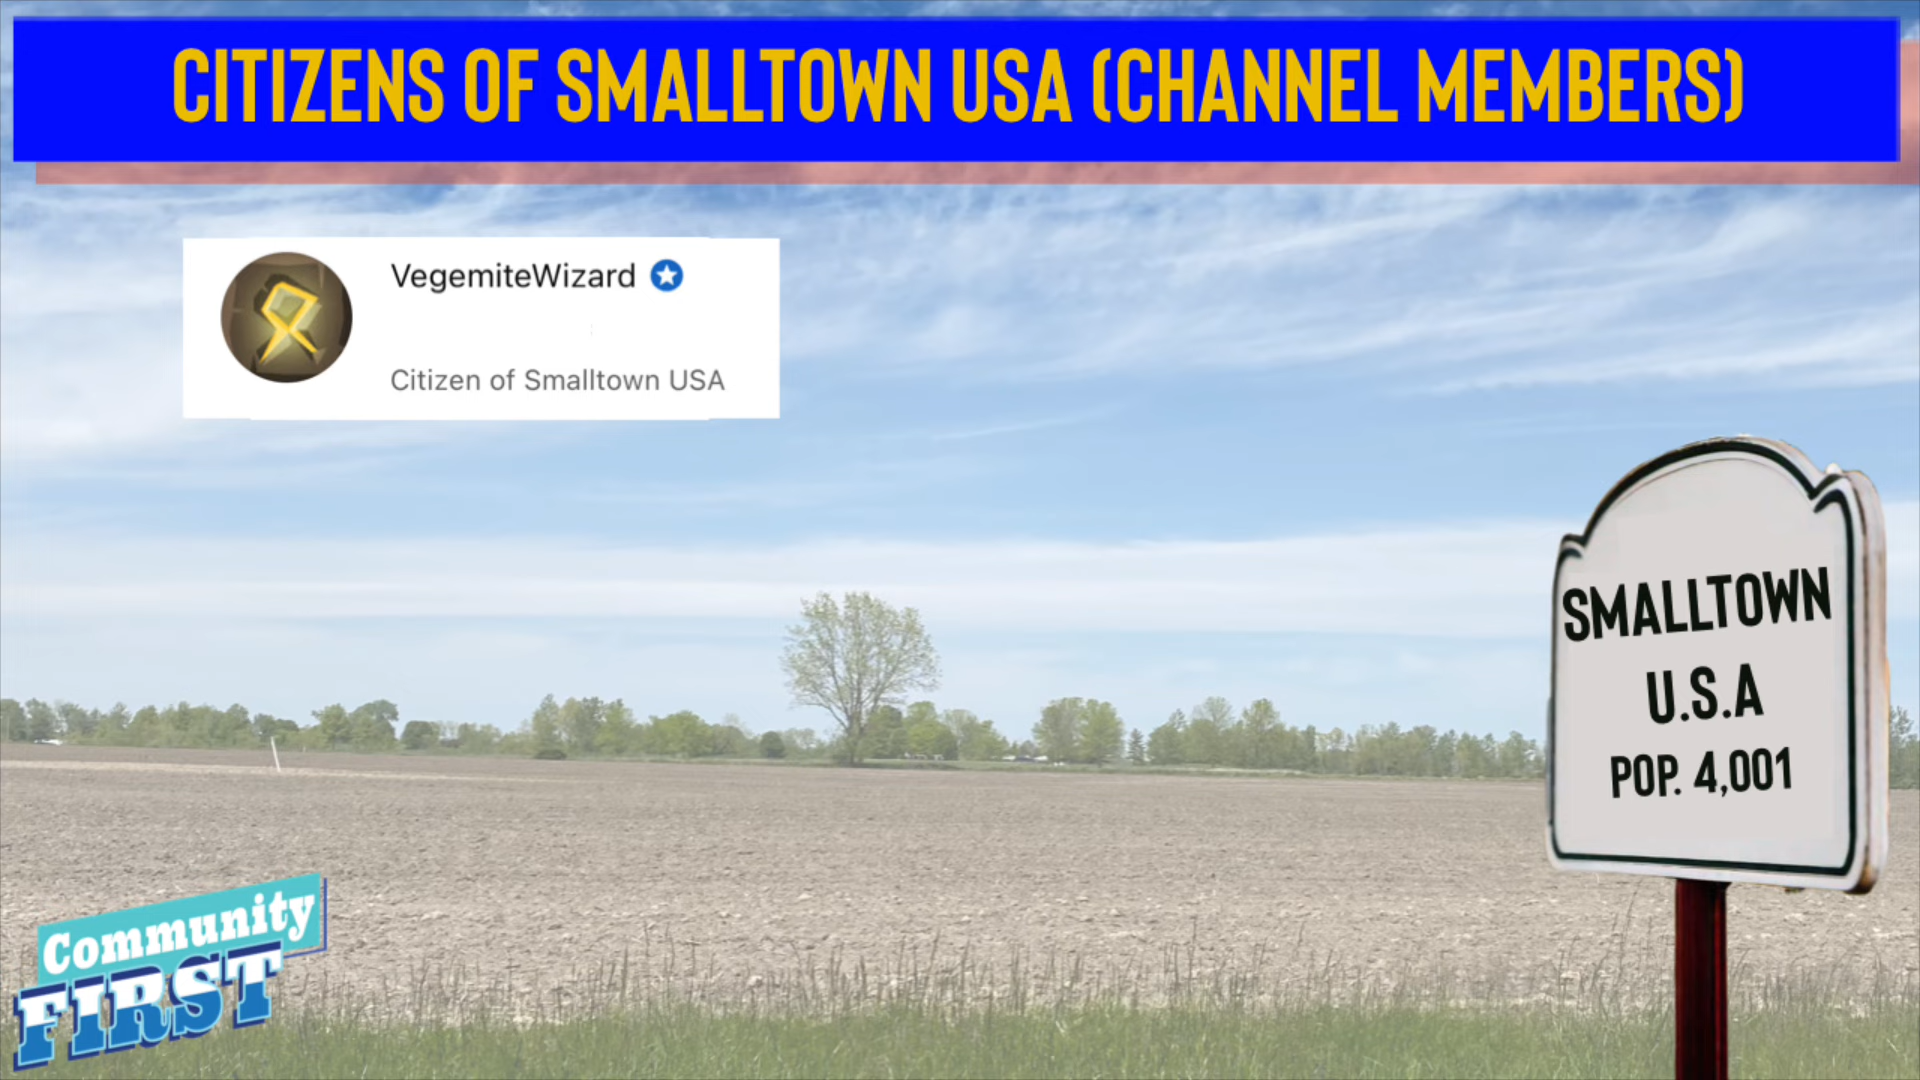 CITIZENS OF SMALLTOWN USA (CHANNEL MEMBERS)
VegemiteWizard
Citizen of Smalltown USA
SMALLTOWN
U.S.A
POP. 4,001
Community
FIRST